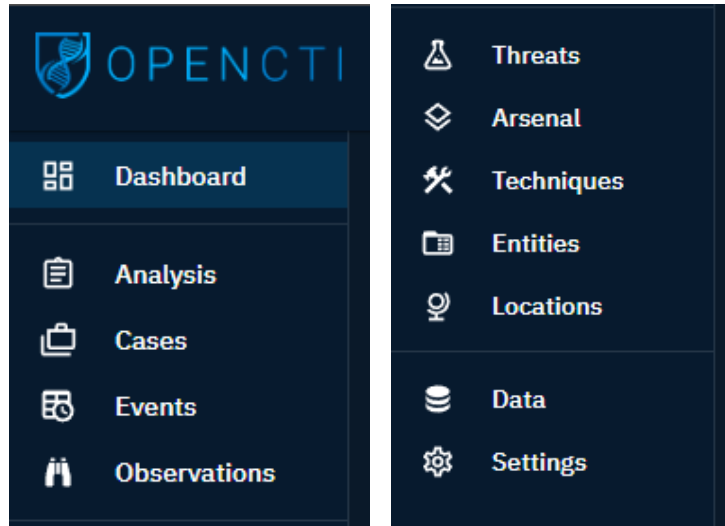 OPENCTI
Dashboard
Analysis
Cases
Events
Observations
Threats
Arsenal
Techniques
Entities
Locations
Data
Settings